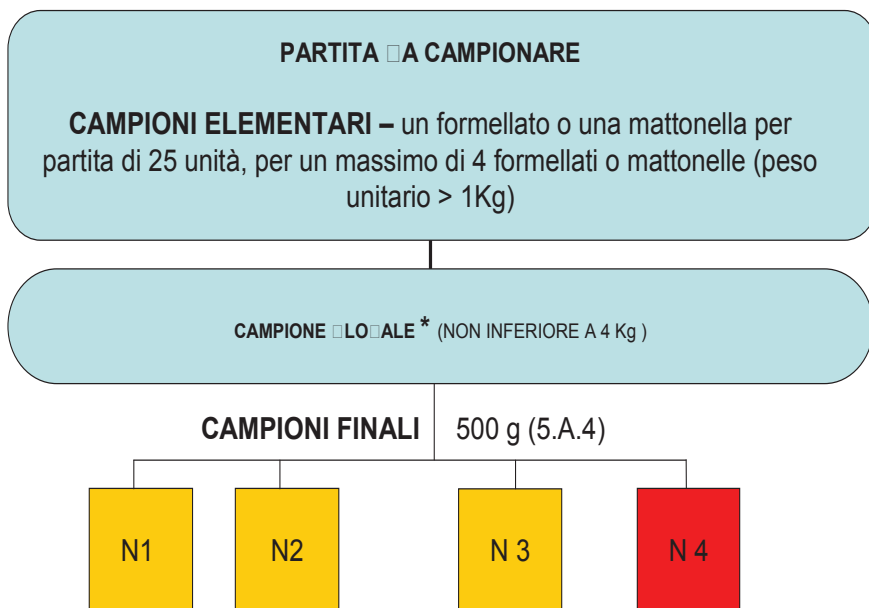 PARTITA □A CAMPIONARE
CAMPIONI ELEMENTARI – un formellato o una mattonella per
partita di 25 unità, per un massimo di 4 formellati o mattonelle (peso
unitario > 1Kg)
CAMPIONE □LO□ALE * (NON INFERIORE A 4 Kg )
CAMPIONI FINALI 500 g (5.A.4)
N1 N2 N 3 N 4